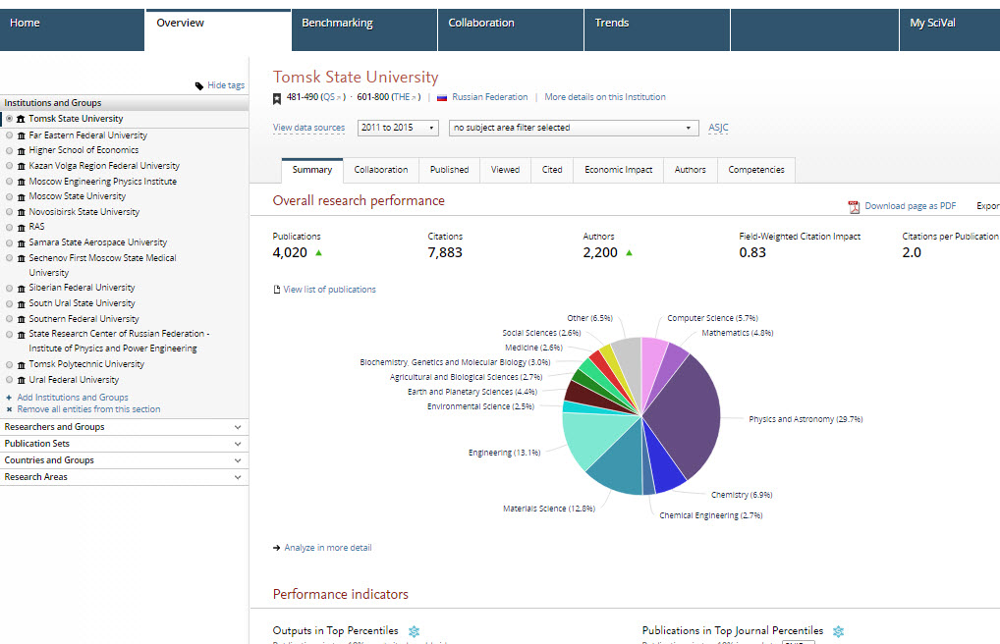 Home
Overview
Benchmarking
Collaboration
Trends
My SciVal
Hide tags
Institutions and Groups
Tomsk State University
Far Eastern Federal University
Higher School of Economics
Kazan Volga Region Federal University
Moscow Engineering Physics Institute
Moscow State University
Novosibirsk State University
RAS
Samara State Aerospace University
Sechenov First Moscow State Medical
University
Siberian Federal University
South Ural State University
Southern Federal University
State Research Center of Russian Federation -
Institute of Physics and Power Engineering
Tomsk Polytechnic University
Ural Federal University
Add Institutions and Groups
Remove all entities from this section
Researchers and Groups
Publication Sets
Countries and Groups
Research Areas
Tomsk State University
481-490 (QS) · 601-800 (THE) | Russian Federation | More details on this Institution
View data sources 2011 to 2015 no subject area filter selected ASJC
Summary Collaboration Published Viewed Cited Economic Impact Authors Competencies
Overall research performance
Download page as PDF Expor
Publications Citations Authors Field-Weighted Citation Impact Citations per Publication
4,020 7,883 2,200 0.83 2.0
View list of publications
Other (6.5%)
Computer Science (5.7%)
Social Sciences (2.6%)
Mathematics (4.8%)
Medicine (2.6%)
Biochemistry, Genetics and Molecular Biology (3.0%)
Agricultural and Biological Sciences (2.7%)
Earth and Planetary Sciences (4.4%)
Environmental Science (2.5%)
Physics and Astronomy (29.7%)
Engineering (13.1%)
Chemistry (6.9%)
Materials Science (12.8%)
Chemical Engineering (2.7%)
Analyze in more detail
Performance indicators
Outputs in Top Percentiles
Publications in Top Journal Percentiles